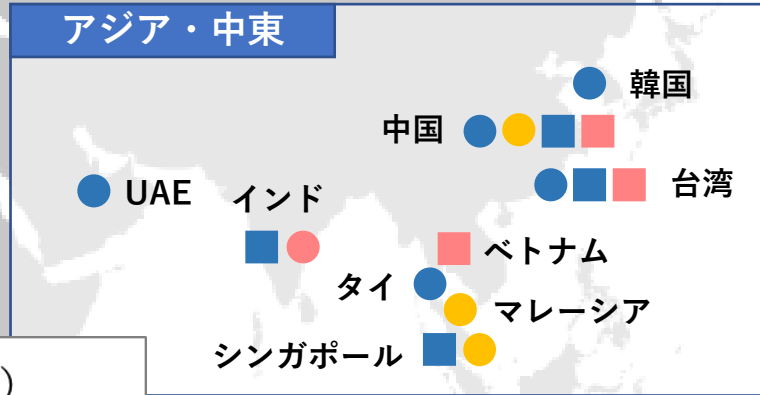 アジア・中東
韓国
中国
台湾
UAE
インド
ベトナム
タイ
マレーシア
シンガポール
）